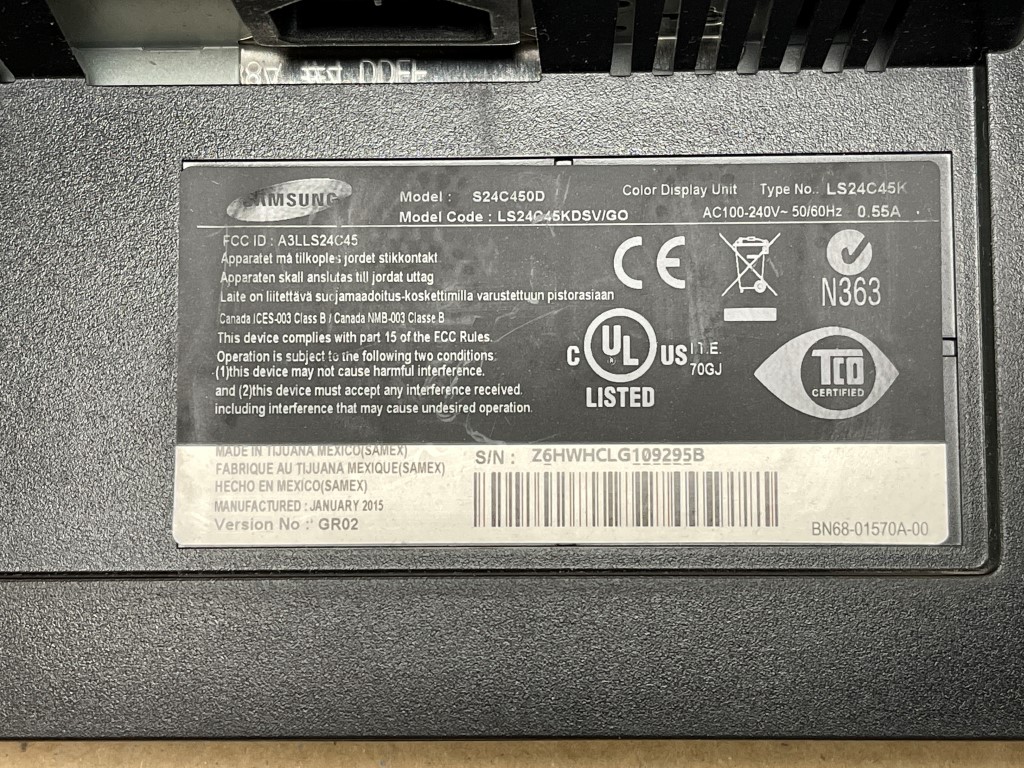 SAMSUNG
Model : S24C450D
Color Display Unit Type No.. LS24C45K
Model Code : LS24C45KDSV/GO
AC100-240V~ 50/60Hz 0.55A
FCC ID : A3LLS24C45
Apparatet må tilkoples jordet stikkontakt
Apparaten skall anslutas till jordat uttag
Laite on liitettävä suojamaadoitus-koskettimilla varustettuun pistorasiaan
Canada ICES-003 Class B / Canada NMB-003 Classe B
This device complies with part 15 of the FCC Rules.
Operation is subject to the following two conditions:
(1)this device may not cause harmful interference.
and (2)this device must accept any interference received.
including interference that may cause undesired operation.
CE
N363
C UL US I.T.E.
70GJ
LISTED
TCO
CERTIFIED
MADE IN TIJUANA MEXICO(SAMEX)
FABRIQUE AU TIJUANA MEXIQUE(SAMEX)
HECHO EN MEXICO(SAMEX)
MANUFACTURED : JANUARY 2015
Version No : GR02
S/N : Z6HWHCLG109295B
BN68-01570A-00